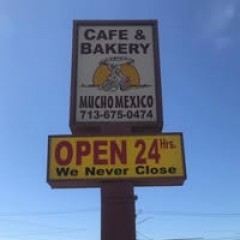 CAFE &
BAKERY
MUCHO MEXICO
713-675-0474
OPEN 24 Hrs.
We Never Close